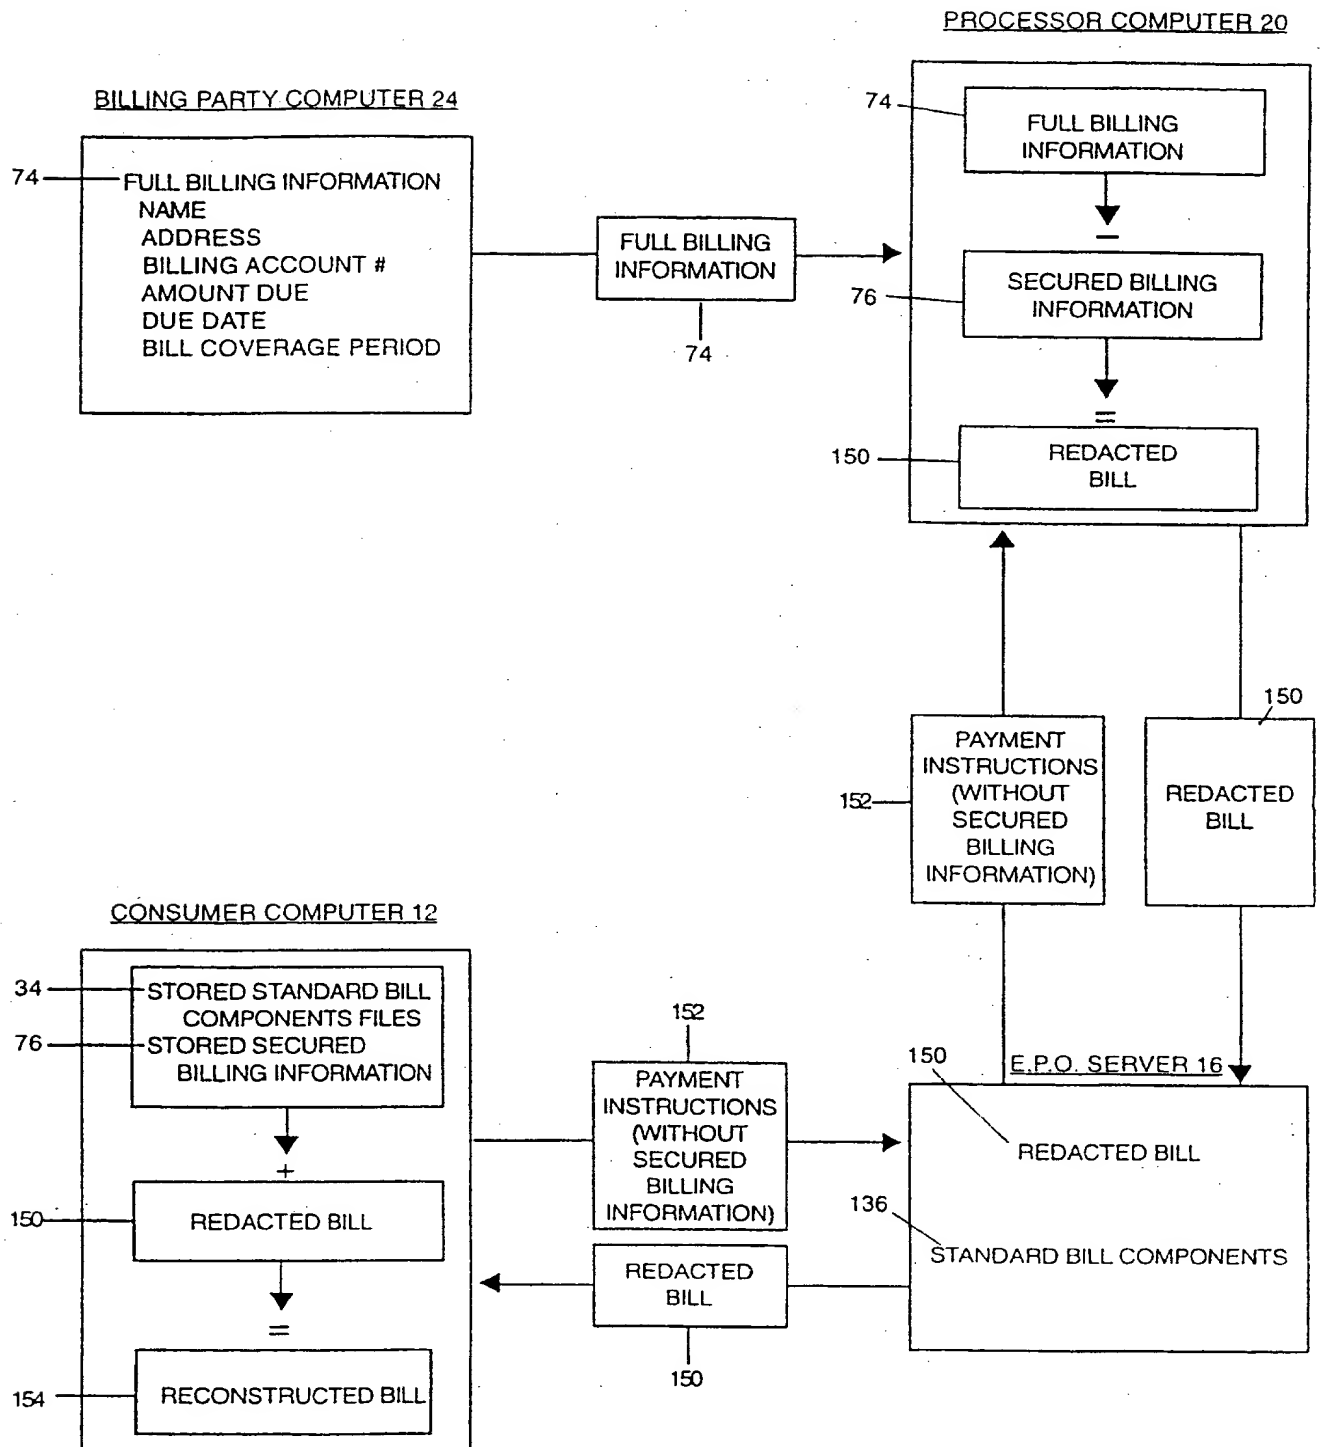 PROCESSOR COMPUTER 20
BILLING PARTY COMPUTER 24
74
FULL BILLING INFORMATION
NAME
ADDRESS
BILLING ACCOUNT #
AMOUNT DUE
DUE DATE
BILL COVERAGE PERIOD
FULL BILLING
INFORMATION
74
74
FULL BILLING
INFORMATION
–
76
SECURED BILLING
INFORMATION
=
150
REDACTED
BILL
152
PAYMENT
INSTRUCTIONS
(WITHOUT
SECURED
BILLING
INFORMATION)
150
REDACTED
BILL
CONSUMER COMPUTER 12
34
STORED STANDARD BILL
COMPONENTS FILES
76
STORED SECURED
BILLING INFORMATION
+
150
REDACTED BILL
=
154
RECONSTRUCTED BILL
152
PAYMENT
INSTRUCTIONS
(WITHOUT
SECURED
BILLING
INFORMATION)
REDACTED
BILL
150
E.P.O. SERVER 16
150
REDACTED BILL
136
STANDARD BILL COMPONENTS